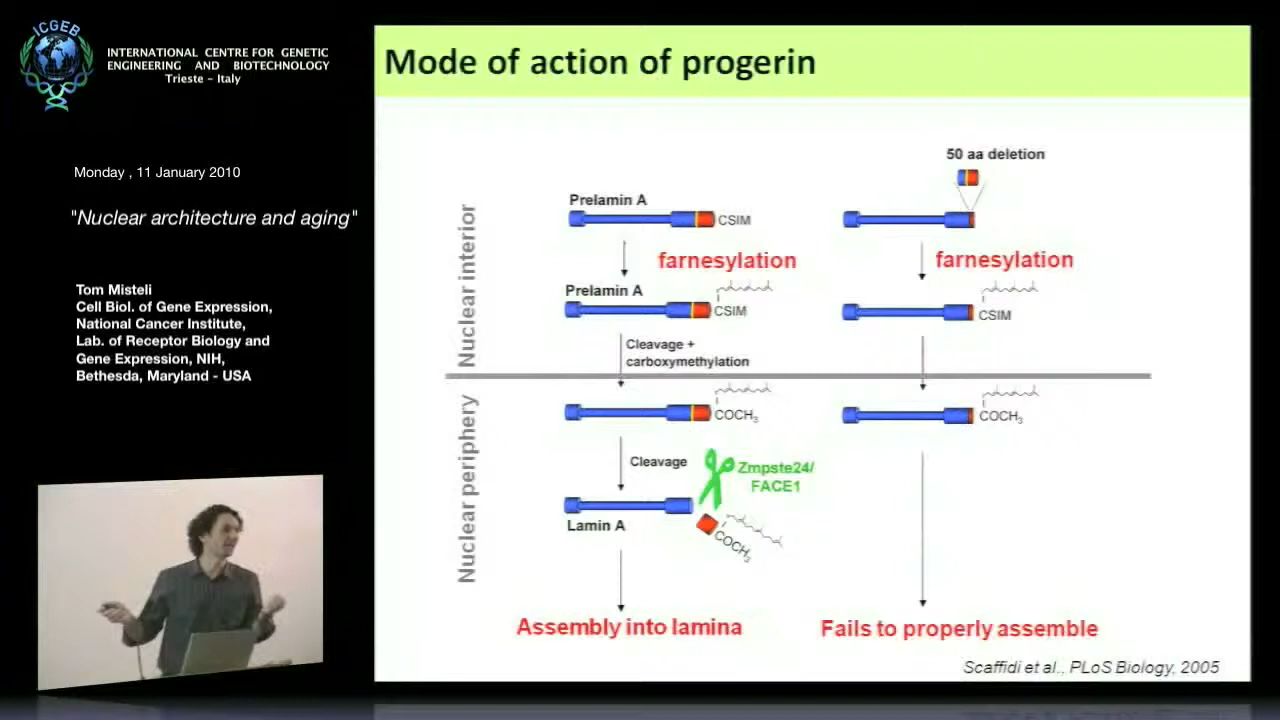 ICGEB
INTERNATIONAL CENTRE FOR GENETIC
ENGINEERING AND BIOTECHNOLOGY
Trieste - Italy
Monday , 11 January 2010
"Nuclear architecture and aging"
Tom Misteli
Cell Biol. of Gene Expression,
National Cancer Institute,
Lab. of Receptor Biology and
Gene Expression, NIH,
Bethesda, Maryland - USA
Mode of action of progerin
Nuclear interior
Nuclear periphery
50 aa deletion
Prelamin A
CSIM
farnesylation
farnesylation
Prelamin A
CSIM
CSIM
Cleavage +
carboxymethylation
COCH3
COCH3
Cleavage
Zmpste24/
FACE1
Lamin A
COCH3
Assembly into lamina
Fails to properly assemble
Scaffidi et al., PLoS Biology, 2005